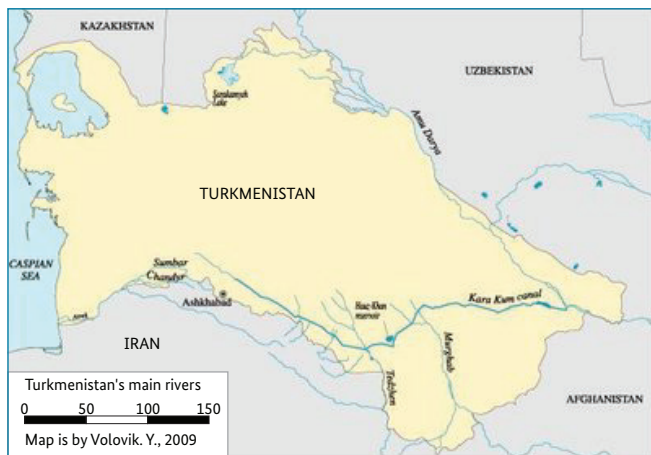 KAZAKHSTAN
UZBEKISTAN
Sarakamysh
Lake
Amu Darya
TURKMENISTAN
CASPIAN
SEA
Sumbar
Chandyr
Ashkhabad
Kara Kum canal
Murghab
Tedzhen
IRAN
AFGHANISTAN
Turkmenistan's main rivers
0 50 100 150
Map is by Volovik. Y., 2009